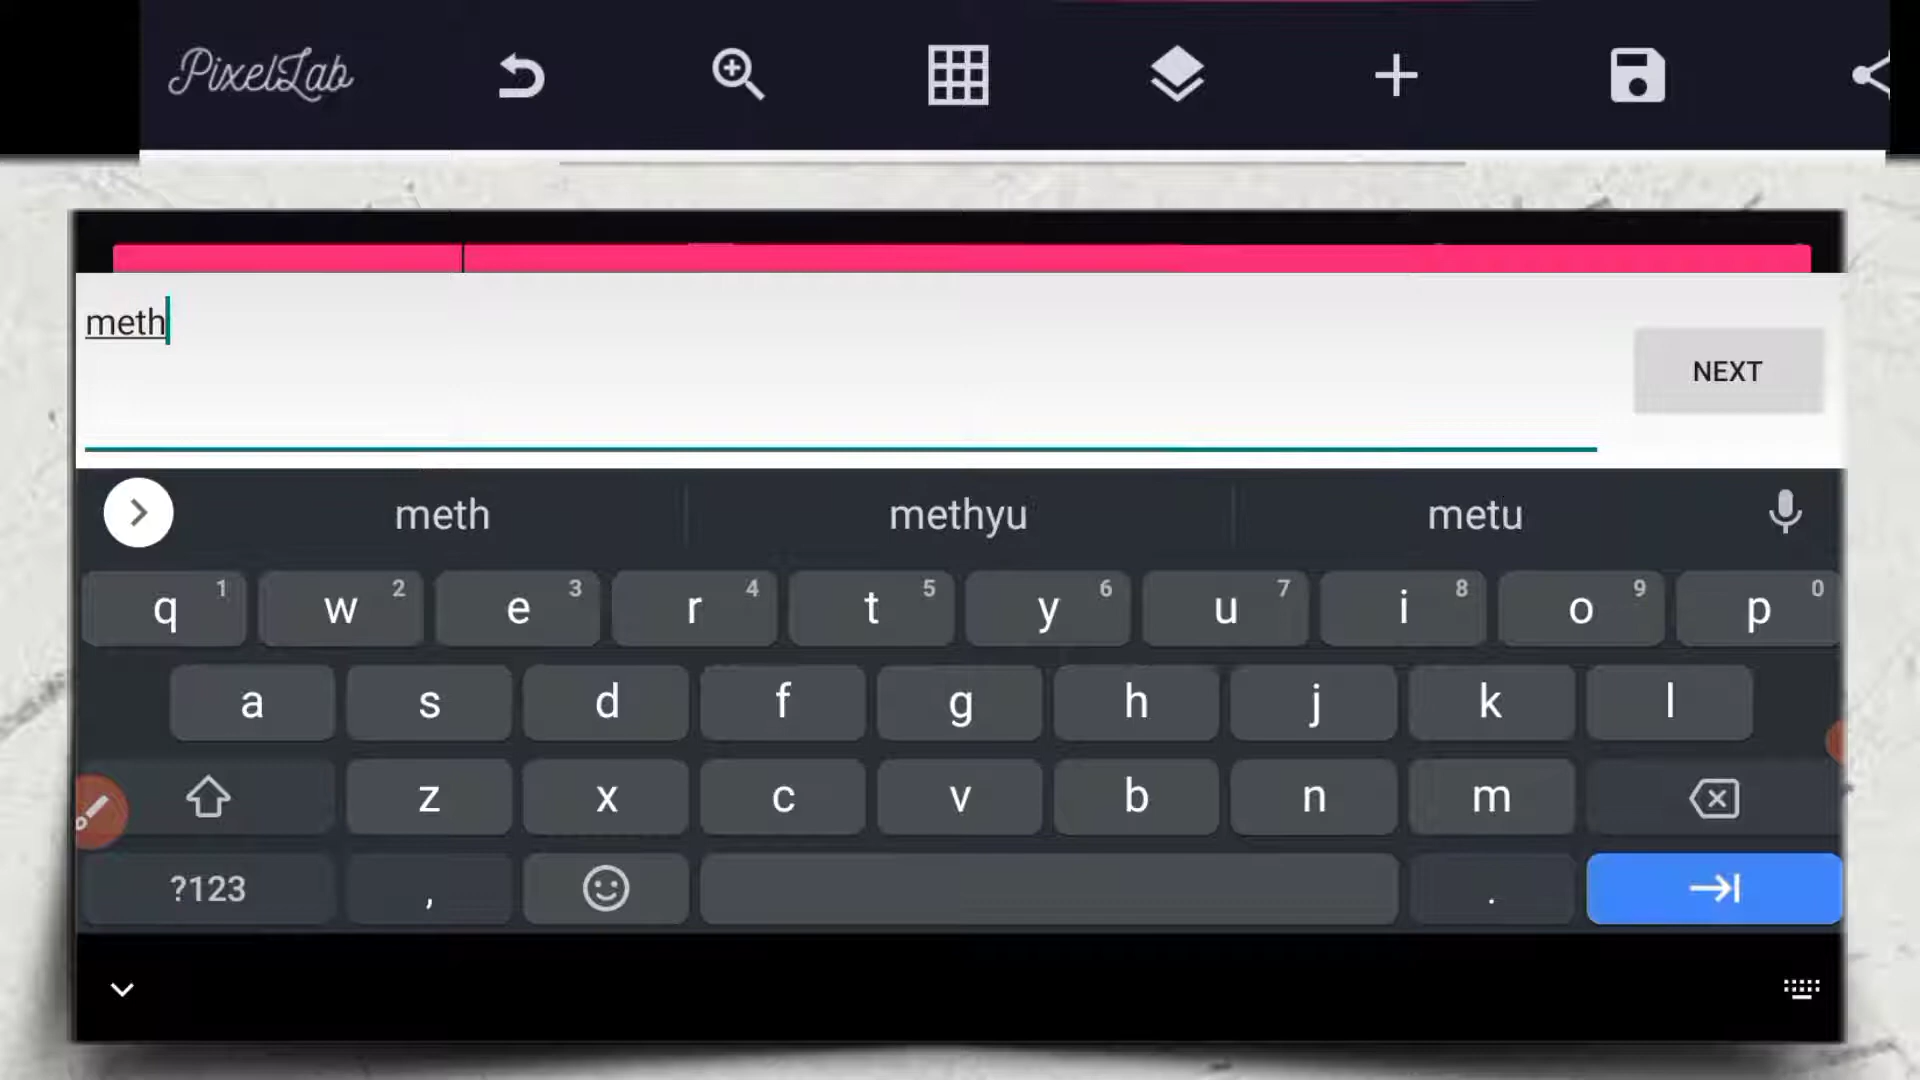 PixelLab
meth
NEXT
meth methyu metu
q 1 w 2 e 3 r 4 t 5 y 6 u 7 i 8 o 9 p 0
a s d f g h j k l
z x c v b n m
?123 , .